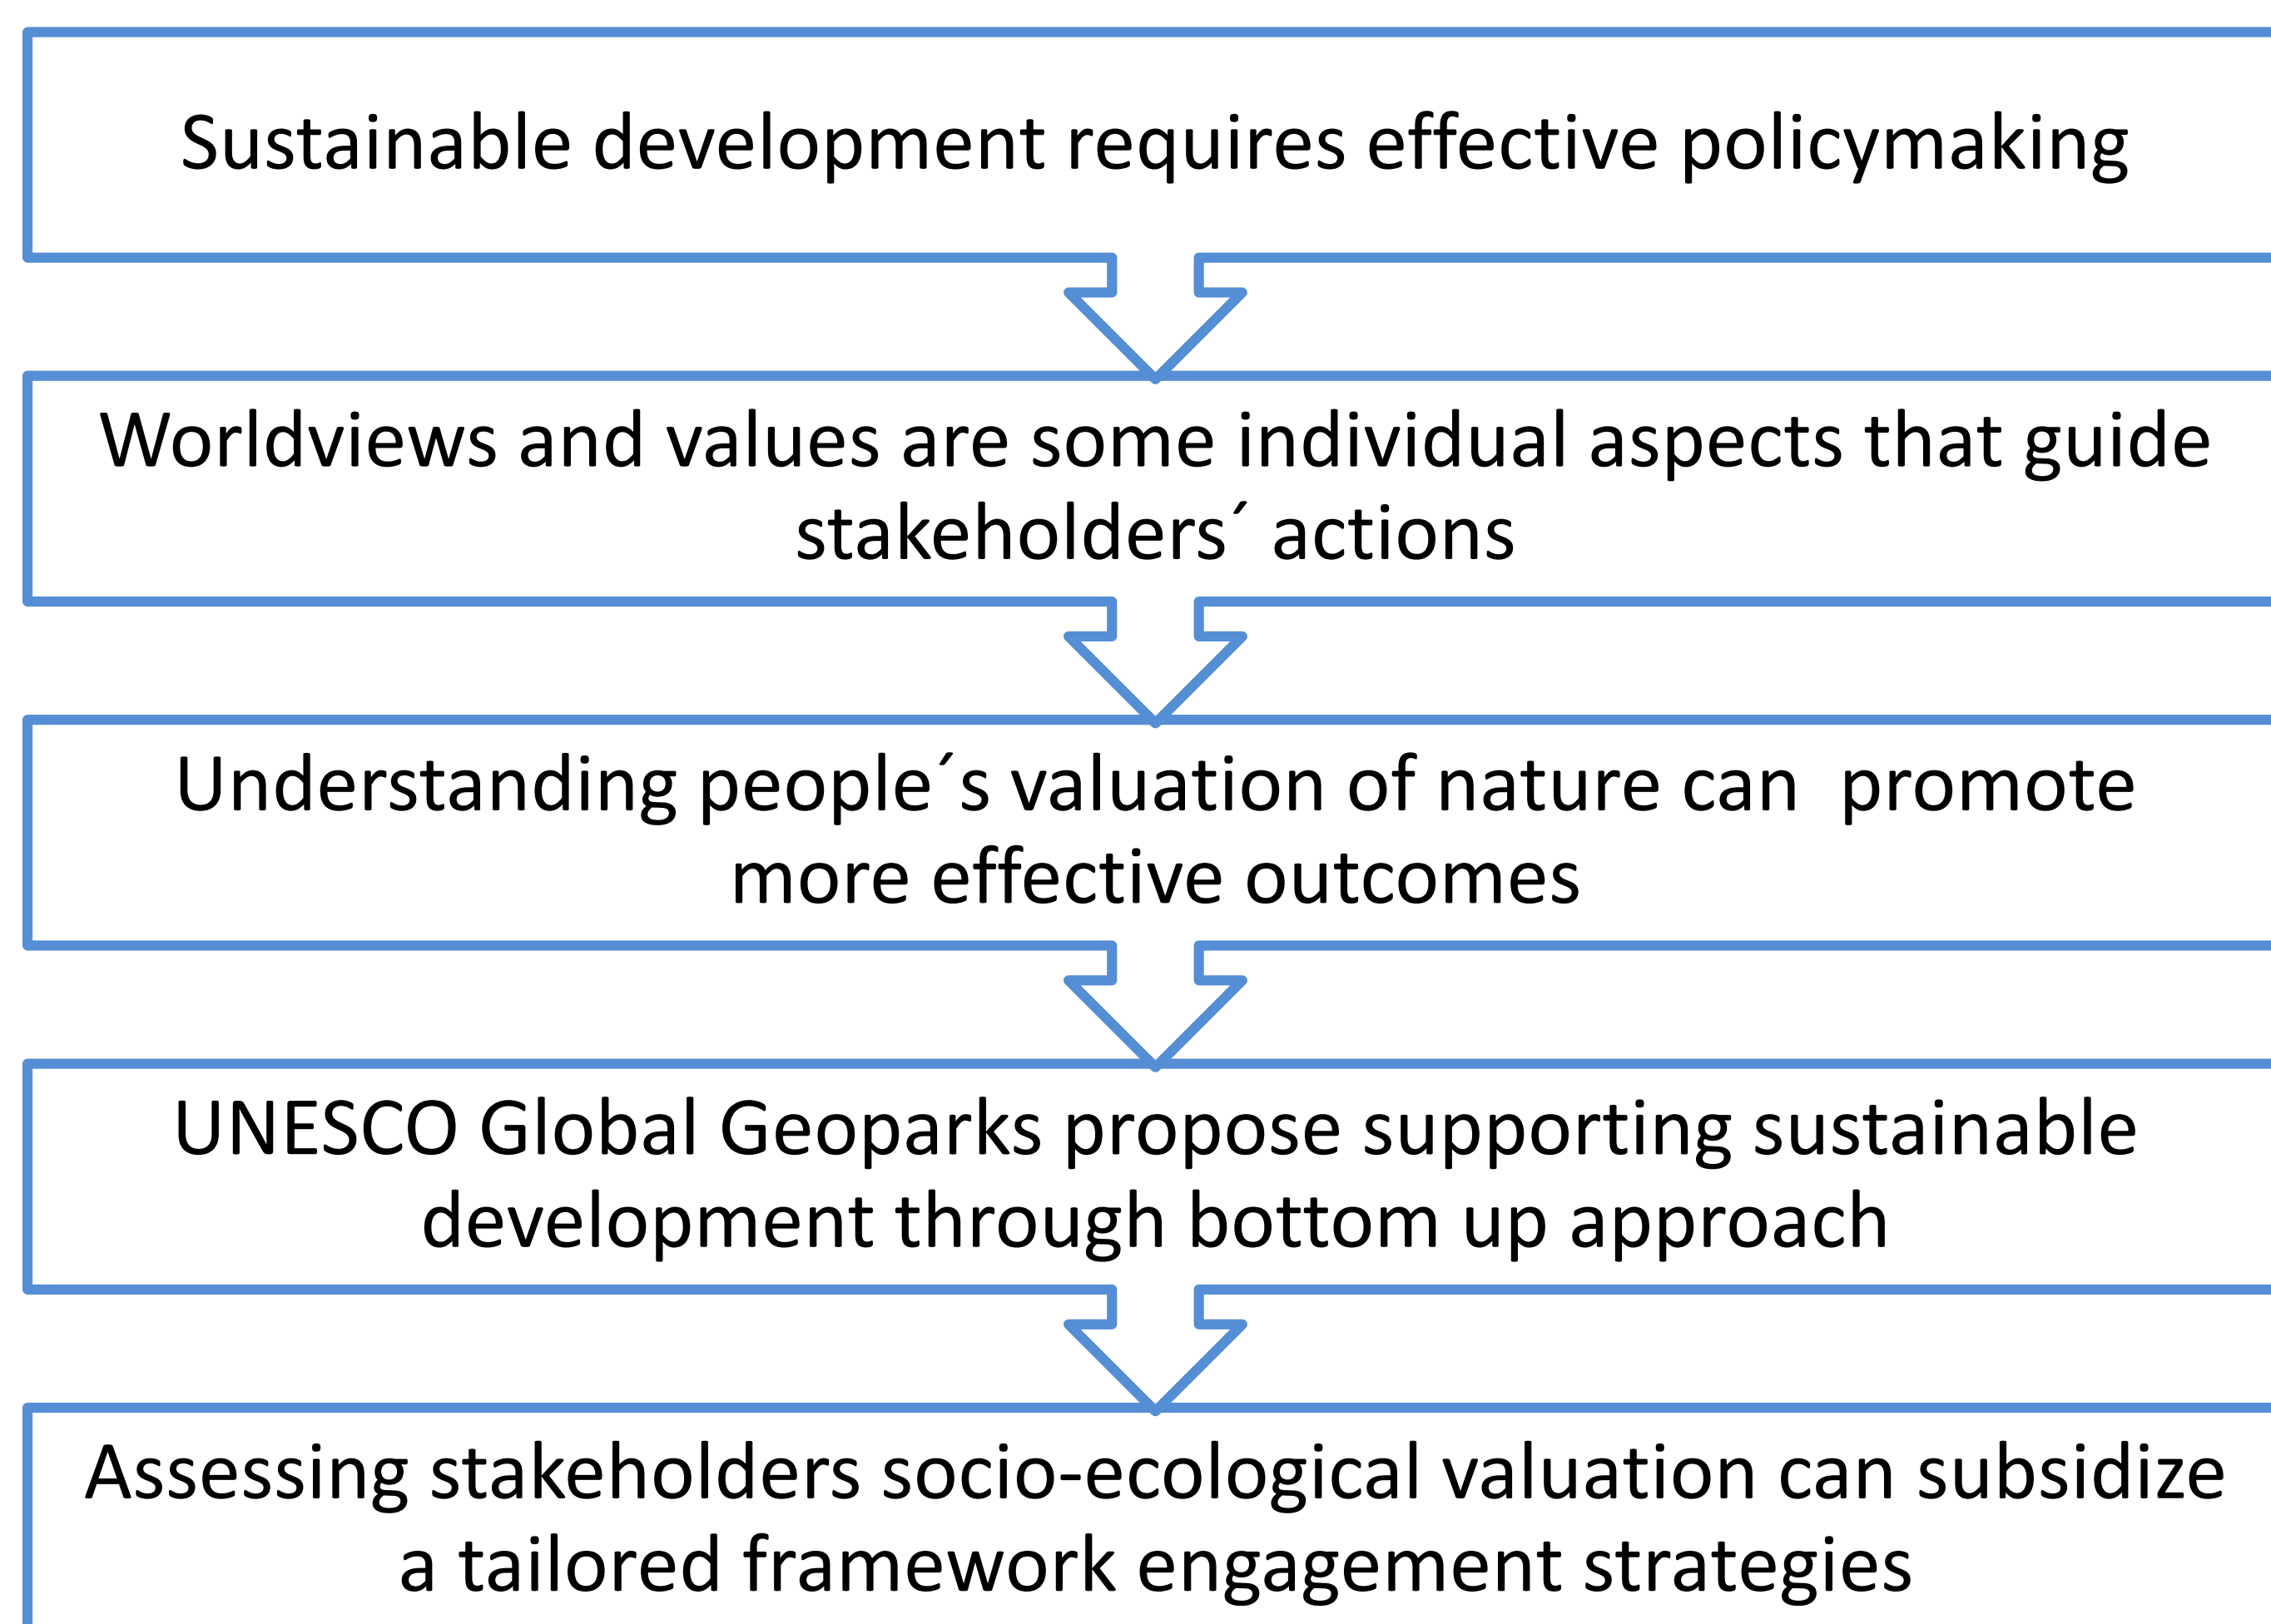 Sustainable development requires effective policymaking
Worldviews and values are some individual aspects that guide
stakeholders´ actions
Understanding people´s valuation of nature can  promote
more effective outcomes
UNESCO Global Geoparks propose supporting sustainable
development through bottom up approach
Assessing stakeholders socio-ecological valuation can subsidize
a tailored framework engagement strategies